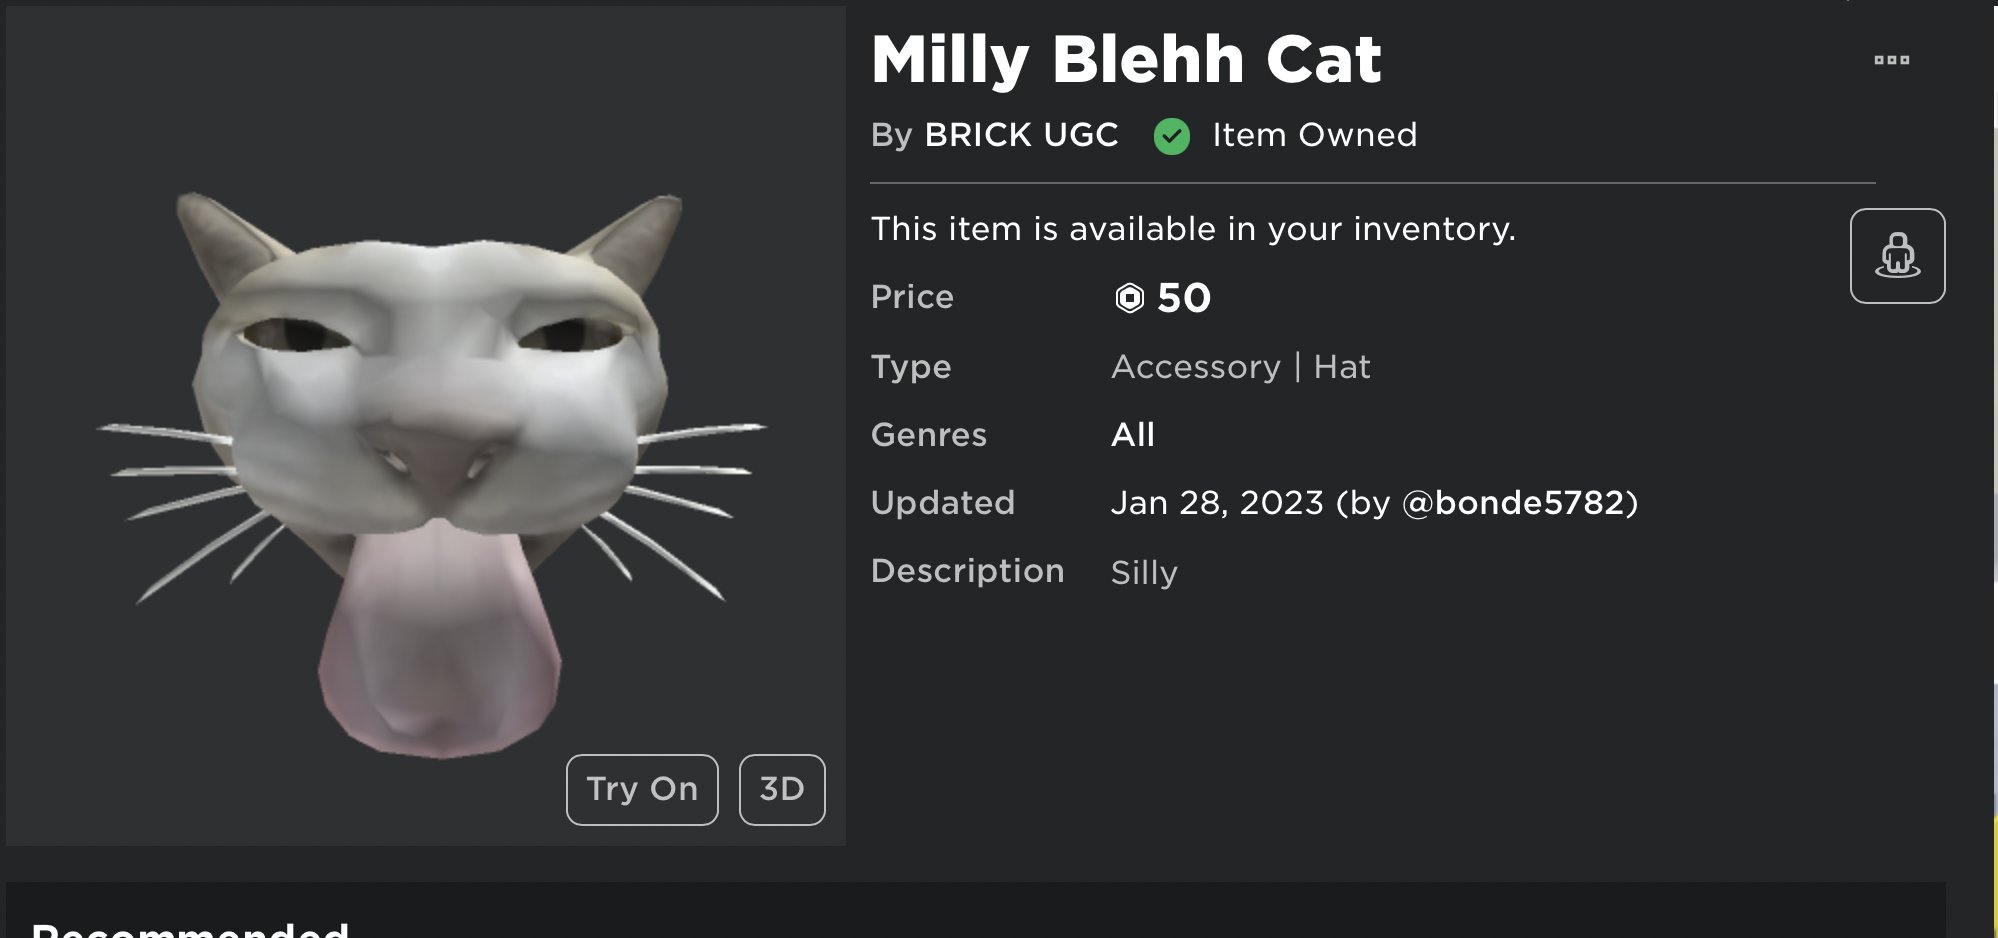 Milly Blehh Cat
By BRICK UGC Item Owned
This item is available in your inventory.
Price 50
Type Accessory | Hat
Genres All
Updated Jan 28, 2023 (by @bonde5782)
Description Silly
Try On 3D
Recommended